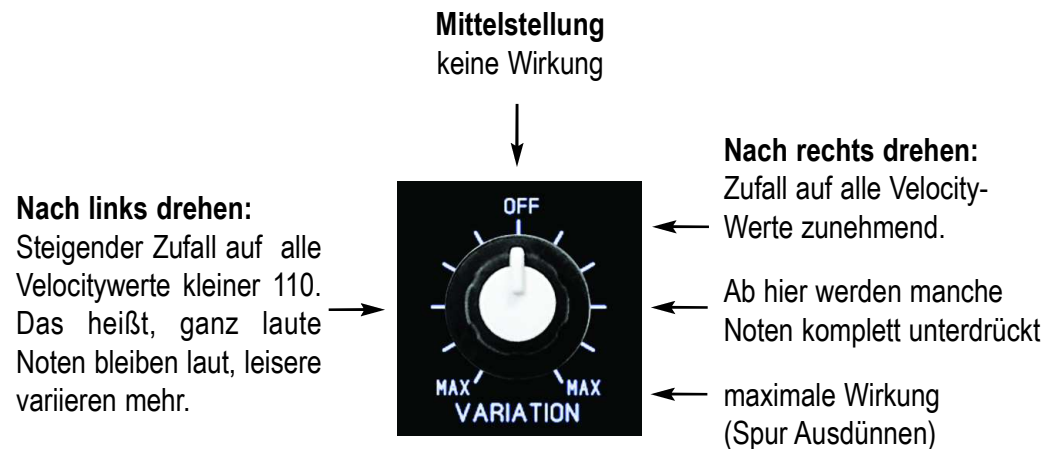 Mittelstellung
keine Wirkung
Nach links drehen:
Steigender Zufall auf alle
Velocitywerte kleiner 110.
Das heißt, ganz laute
Noten bleiben laut, leisere
variieren mehr.
OFF
MAX MAX
VARIATION
Nach rechts drehen:
Zufall auf alle Velocity-
Werte zunehmend.
Ab hier werden manche
Noten komplett unterdrückt
maximale Wirkung
(Spur Ausdünnen)